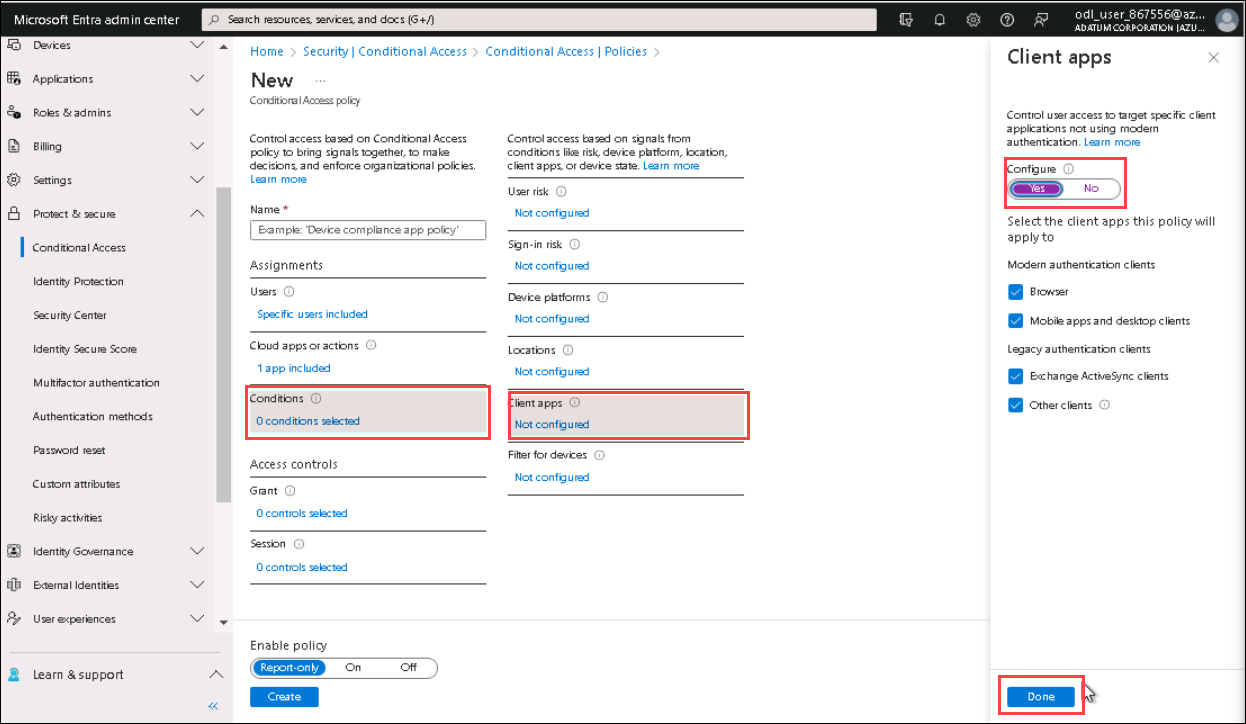 Microsoft Entra admin center
Search resources, services, and docs (G+/)
odl_user_867556@az...
ADATUM CORPORATION (AZU...
Devices
Applications
Roles & admins
Billing
Settings
Protect & secure
Conditional Access
Identity Protection
Security Center
Identity Secure Score
Multifactor authentication
Authentication methods
Password reset
Custom attributes
Risky activities
Identity Governance
External Identities
User experiences
Learn & support
«
Home > Security | Conditional Access > Conditional Access | Policies >
New ...
Conditional Access policy
Control access based on Conditional Access
policy to bring signals together, to make
decisions, and enforce organizational policies.
Learn more
Name *
Example: 'Device compliance app policy'
Assignments
Users
Specific users included
Cloud apps or actions
1 app included
Conditions
0 conditions selected
Access controls
Grant
0 controls selected
Session
0 controls selected
Enable policy
Report-only On Off
Create
Control access based on signals from
conditions like risk, device platform, location,
client apps, or device state. Learn more
User risk
Not configured
Sign-in risk
Not configured
Device platforms
Not configured
Locations
Not configured
Client apps
Not configured
Filter for devices
Not configured
Client apps
Control user access to target specific client
applications not using modern
authentication. Learn more
Configure
Yes No
Select the client apps this policy will
apply to
Modern authentication clients
Browser
Mobile apps and desktop clients
Legacy authentication clients
Exchange ActiveSync clients
Other clients
Done